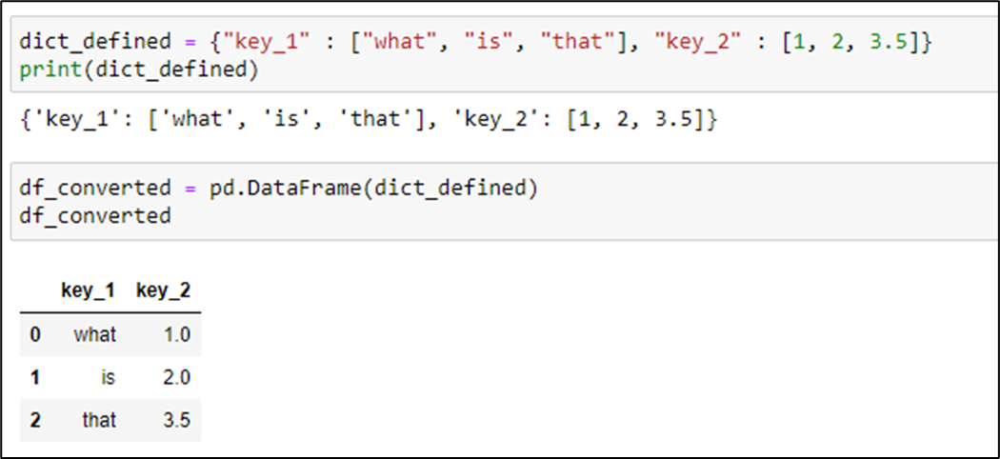 dict_defined = {"key_1" : ["what", "is", "that"], "key_2" : [1, 2, 3.5]}
print(dict_defined)
{'key_1': ['what', 'is', 'that'], 'key_2': [1, 2, 3.5]}
df_converted = pd.DataFrame(dict_defined)
df_converted
key_1 key_2
0 what 1.0
1 is 2.0
2 that 3.5